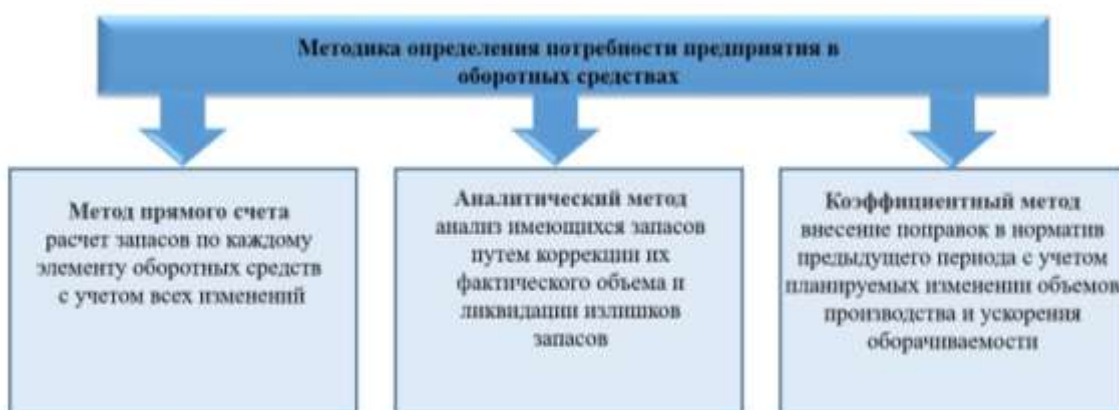 Методика определения потребности предприятия в
оборотных средствах
Метод прямого счета
расчет запасов по каждому
элементу оборотных средств
с учетом всех изменений
Аналитический метод
анализ имеющихся запасов
путем коррекции их
фактического объема и
ликвидации излишков
запасов
Коэффициентный метод
внесение поправок в норматив
предыдущего периода с учетом
планируемых изменении объемов
производства и ускорения
оборачиваемости